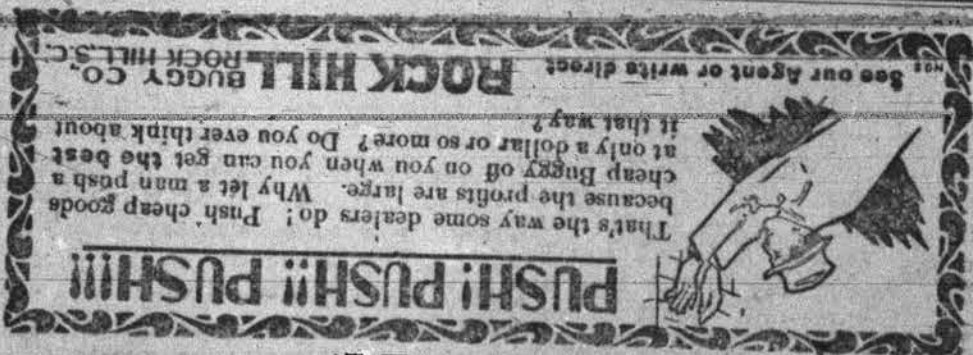 PUSH! PUSH!! PUSH!!!
That's the way some dealers do! Push cheap goods
because the profits are large. Why let a man push a
cheap Buggy off on you when you can get the best
at only a dollar or so more? Do you ever think about
it that way?
See our Agent or write direct ROCK HILL BUGGY CO. ROCK HILL, S.C.